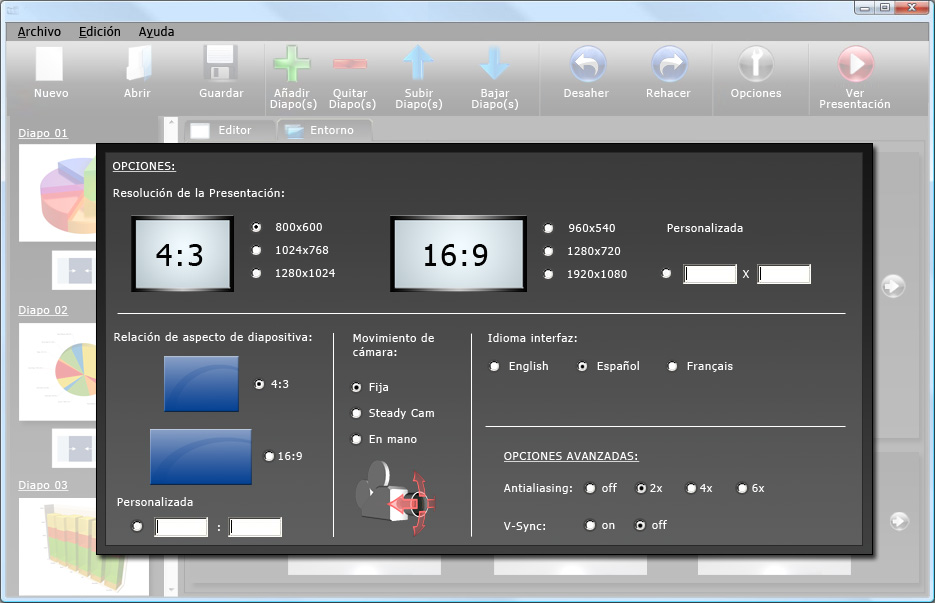 Archivo Edición Ayuda
Nuevo
Abrir
Guardar
Añadir
Diapo(s)
Quitar
Diapo(s)
Subir
Diapo(s)
Bajar
Diapo(s)
Desaher
Rehacer
Opciones
Ver
Presentación
Diapo 01
Editor
Entorno
Diapo 02
Diapo 03
OPCIONES:
Resolución de la Presentación:
4:3
800x600
1024x768
1280x1024
16:9
960x540
1280x720
1920x1080
Personalizada
X
Relación de aspecto de diapositiva:
4:3
16:9
Personalizada
:
Movimiento de
cámara:
Fija
Steady Cam
En mano
Idioma interfaz:
English Español Français
OPCIONES AVANZADAS:
Antialiasing: off 2x 4x 6x
V-Sync: on off